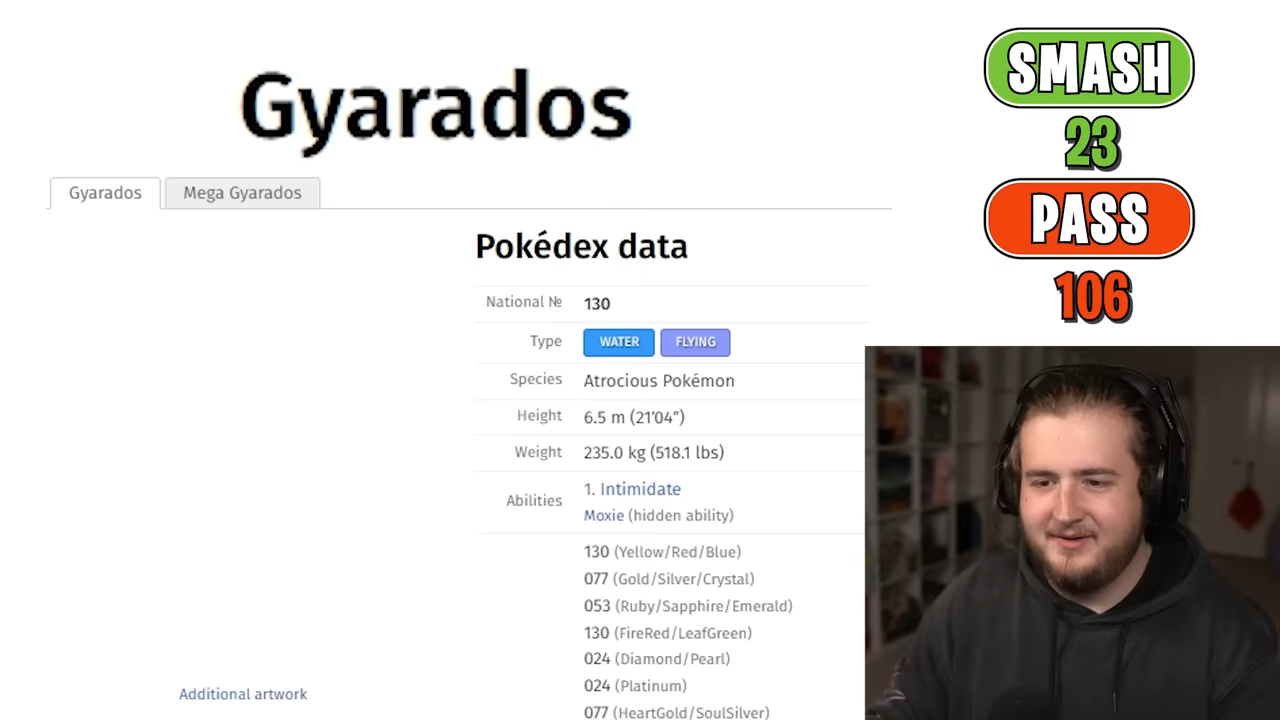 Gyarados
Gyarados Mega Gyarados
Pokédex data
National № 130
Type WATER FLYING
Species Atrocious Pokémon
Height 6.5 m (21′04″)
Weight 235.0 kg (518.1 lbs)
Abilities 1. Intimidate
Moxie (hidden ability)
130 (Yellow/Red/Blue)
077 (Gold/Silver/Crystal)
053 (Ruby/Sapphire/Emerald)
130 (FireRed/LeafGreen)
024 (Diamond/Pearl)
024 (Platinum)
077 (HeartGold/SoulSilver)
Additional artwork
SMASH
23
PASS
106